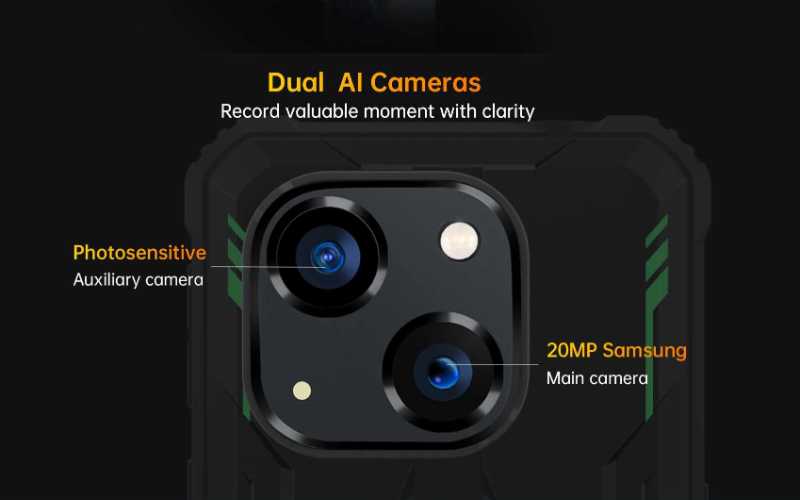 Dual AI Cameras
Record valuable moment with clarity
Photosensitive
Auxiliary camera
20MP Samsung
Main camera